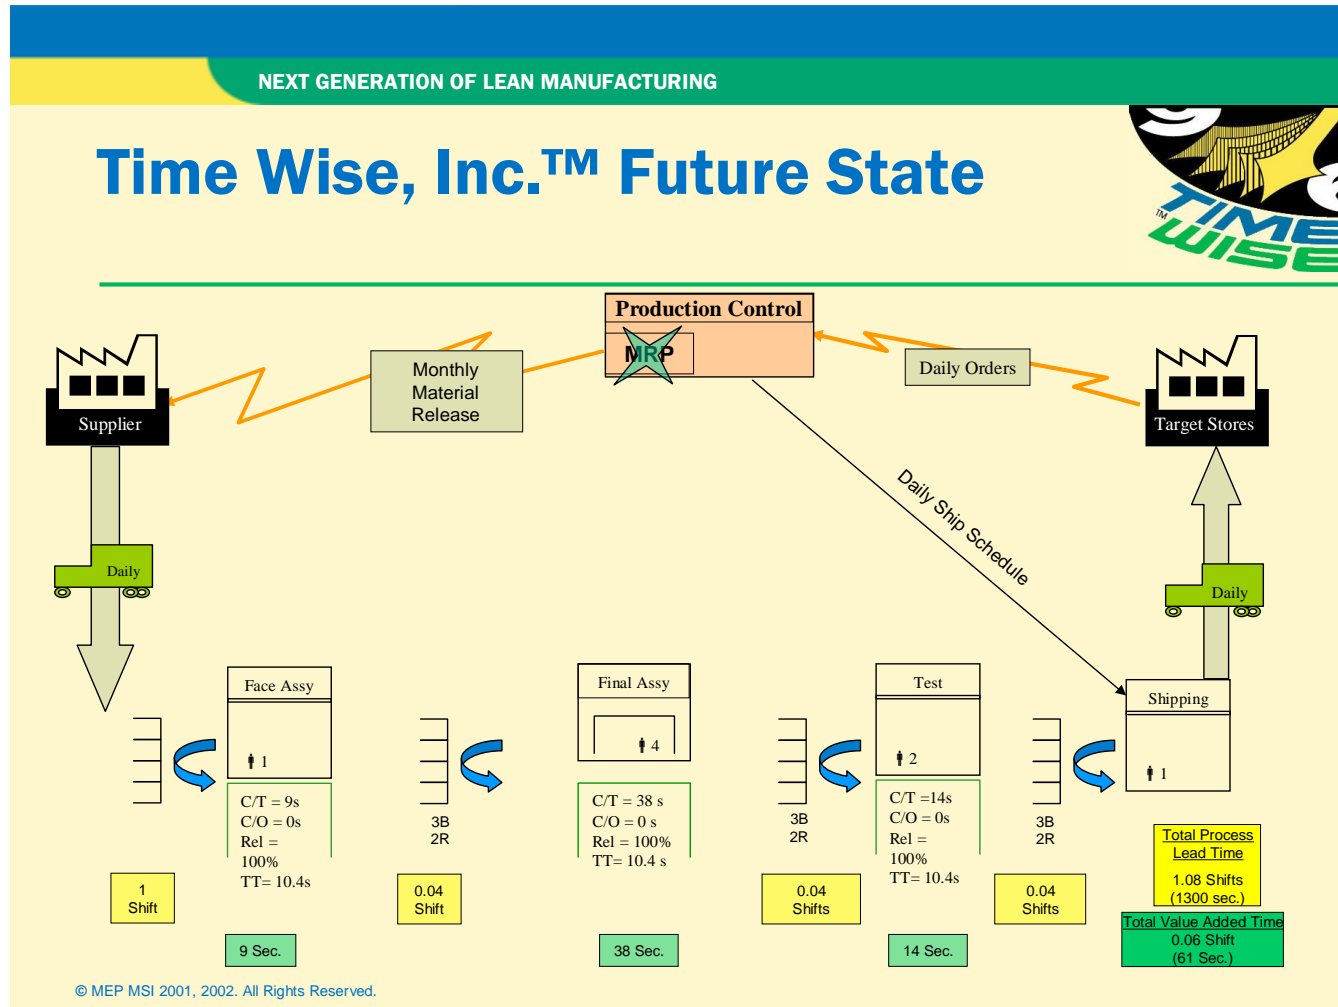 NEXT GENERATION OF LEAN MANUFACTURING
Time Wise, Inc.™ Future State
TIME
™
WISE
Production Control
MRP
Monthly
Material
Release
Daily Orders
Supplier
Target Stores
Daily Ship Schedule
Daily
Daily
Face Assy
1
C/T = 9s
C/O = 0s
Rel =
100%
TT= 10.4s
Final Assy
4
C/T = 38 s
C/O = 0 s
Rel = 100%
TT= 10.4 s
Test
2
C/T =14s
C/O = 0s
Rel =
100%
TT= 10.4s
Shipping
1
3B
2R
3B
2R
3B
2R
1
Shift
0.04
Shift
0.04
Shifts
0.04
Shifts
Total Process
Lead Time
1.08 Shifts
(1300 sec.)
Total Value Added Time
0.06 Shift
(61 Sec.)
9 Sec.
38 Sec.
14 Sec.
© MEP MSI 2001, 2002. All Rights Reserved.